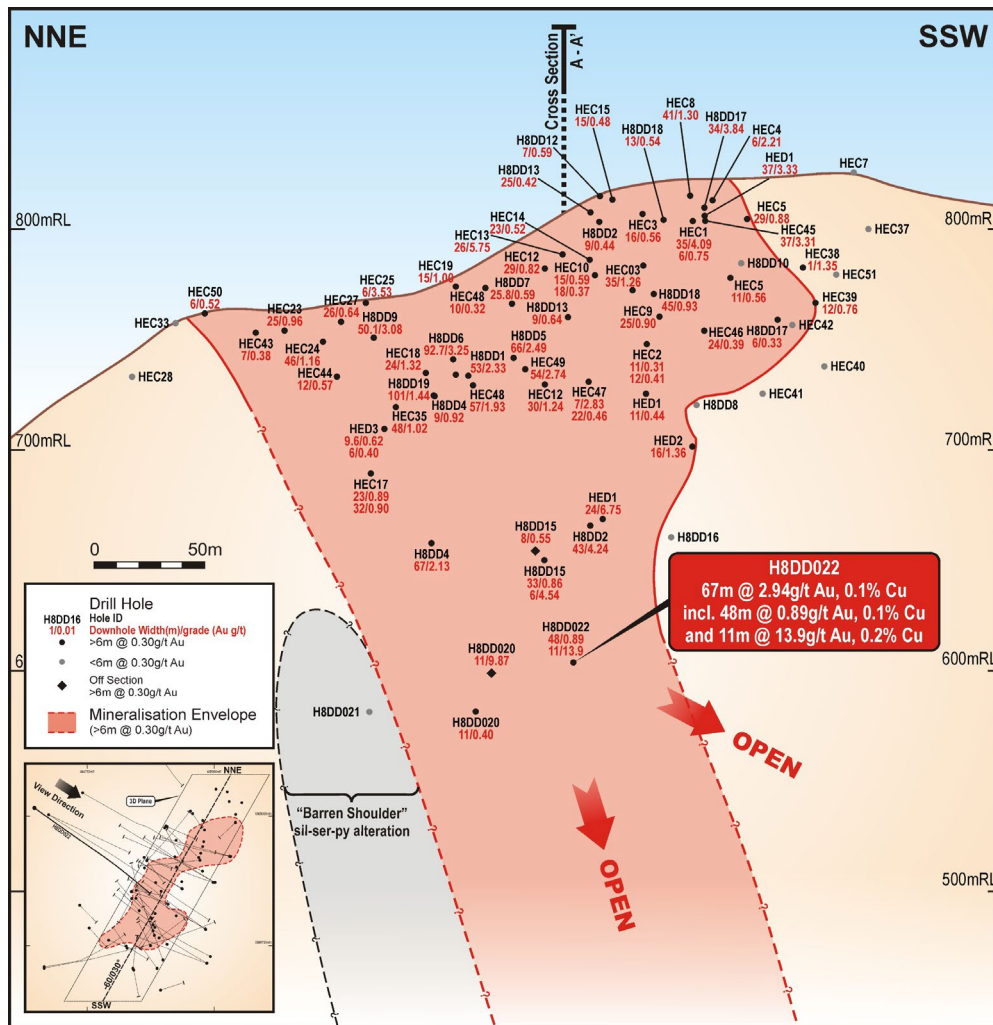 NNE
SSW
Cross Section
A - A'
HEC15
15/0.48
HEC8
41/1.30
H8DD17
34/3.84
HEC4
6/2.21
H8DD12
7/0.59
H8DD18
13/0.54
HED1
37/3.33
HEC7
H8DD13
25/0.42
800mRL
800mRL
HEC14
23/0.52
HEC13
26/5.75
H8DD2
9/0.44
HEC3
16/0.56
HEC1
35/4.09
6/0.75
HEC5
29/0.88
HEC45
37/3.31
HEC37
HEC19
15/1.00
HEC12
29/0.82
HEC10
15/0.59
18/0.37
HEC03
35/1.26
H8DD10
HEC38
1/1.35
HEC51
HEC50
6/0.52
HEC25
6/3.53
HEC48
10/0.32
H8DD7
25.8/0.59
H8DD18
45/0.93
HEC5
11/0.56
HEC39
12/0.76
HEC33
HEC23
25/0.96
HEC27
26/0.64
H8DD9
50.1/3.08
H8DD13
9/0.64
HEC9
25/0.90
HEC46
24/0.39
H8DD17
6/0.33
HEC42
HEC43
7/0.38
HEC24
46/1.16
HEC18
24/1.32
H8DD6
92.7/3.25
H8DD1
53/2.33
H8DD5
66/2.49
HEC49
54/2.74
HEC2
11/0.31
12/0.41
HEC40
HEC28
HEC44
12/0.57
H8DD19
101/1.44
H8DD4
9/0.92
HEC48
57/1.93
HEC12
30/1.24
HEC47
7/2.83
22/0.46
HED1
11/0.44
H8DD8
HEC41
HEC35
48/1.02
700mRL
700mRL
HED3
9.6/0.62
6/0.40
HED2
16/1.36
HEC17
23/0.89
32/0.90
HED1
24/6.75
H8DD15
8/0.55
H8DD2
43/4.24
H8DD16
0 50m
H8DD4
67/2.13
H8DD15
33/0.86
6/4.54
H8DD022
67m @ 2.94g/t Au, 0.1% Cu
incl. 48m @ 0.89g/t Au, 0.1% Cu
and 11m @ 13.9g/t Au, 0.2% Cu
H8DD022
48/0.89
11/13.9
H8DD020
11/9.87
6
600mRL
H8DD021
H8DD020
11/0.40
OPEN
OPEN
"Barren Shoulder"
sil-ser-py alteration
500mRL
Drill Hole
H8DD16 Hole ID
1/0.01 Downhole Width(m)/grade (Au g/t)
>6m @ 0.30g/t Au
<6m @ 0.30g/t Au
Off Section
>6m @ 0.30g/t Au
Mineralisation Envelope
(>6m @ 0.30g/t Au)
NNE
View Direction
3D Plane
H8DD022
-60/030°
SSW